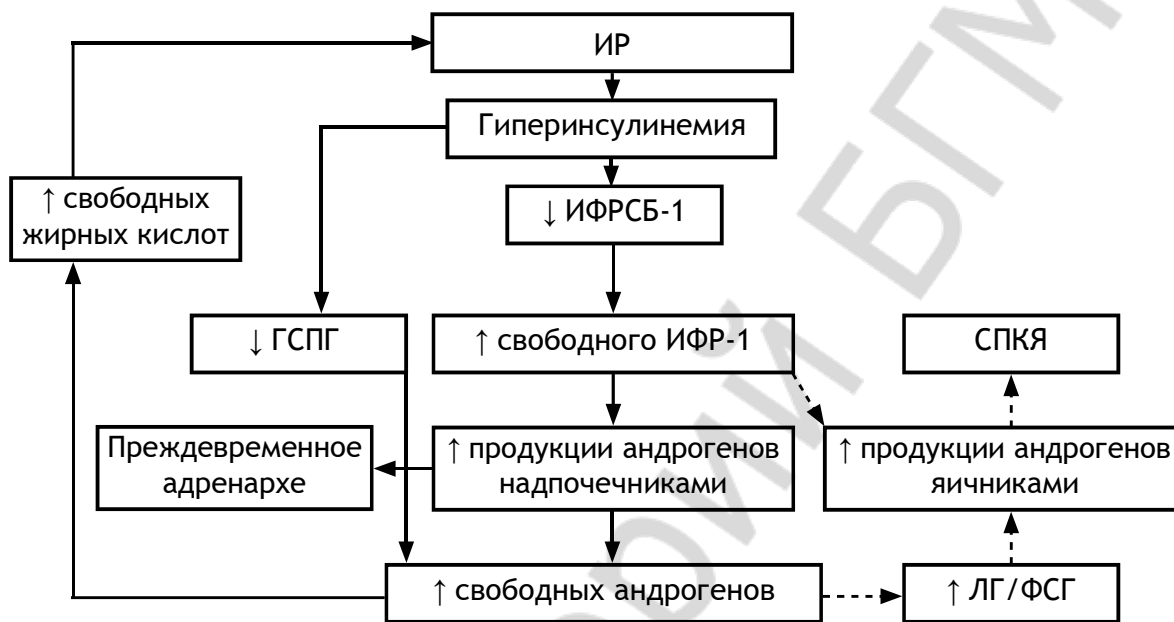 ИР
Гиперинсулинемия
↑ свободных
жирных кислот
↓ ИФРСБ-1
↓ ГСПГ
↑ свободного ИФР-1
СПКЯ
Преждевременное
адренархе
↑ продукции андрогенов
надпочечниками
↑ продукции андрогенов
яичниками
↑ свободных андрогенов
↑ ЛГ/ФСГ